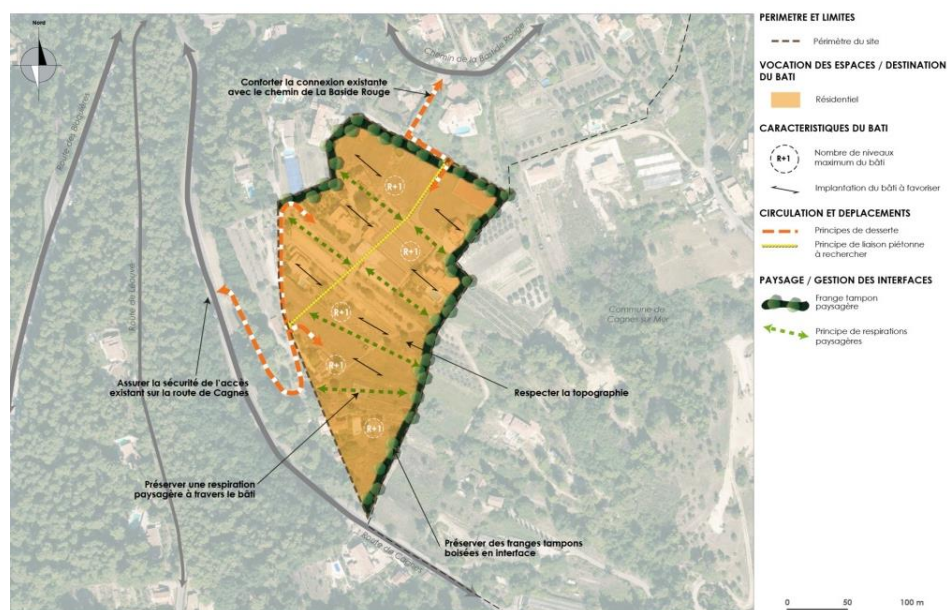 Nord
Chemin de la Bastide Rouge
Conforter la connexion existante
avec le chemin de La Baside Rouge
Route de Leouve
R+1
R+1
R+1
R+1
R+1
Commune de
Cagnes sur Mer
Assurer la sécurité de l'accès
existant sur la route de Cagnes
Respecter la topographie
Préserver une respiration
paysagère à travers le bâti
Préserver des franges tampons
boisées en interface
Route de Cagnes
PERIMETRE ET LIMITES
Périmètre du site
VOCATION DES ESPACES / DESTINATION
DU BATI
Résidentiel
CARACTERISTIQUES DU BATI
R+1
Nombre de niveaux
maximum du bâti
Implantation du bâti à favoriser
CIRCULATION ET DEPLACEMENTS
Principes de desserte
Principe de liaison piétonne
à rechercher
PAYSAGE / GESTION DES INTERFACES
Frange tampon
paysagère
Principe de respirations
paysagères
0 50 100 m